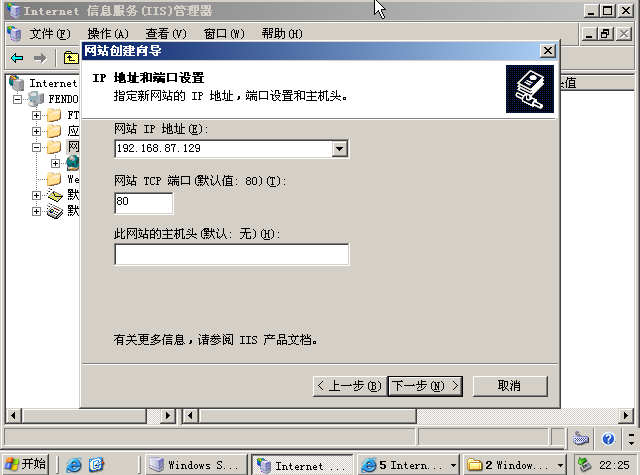 Internet 信息服务(IIS)管理器
文件(F) 操作(A) 查看(V) 窗口(W) 帮助(H)
网站创建向导
IP 地址和端口设置
指定新网站的 IP 地址，端口设置和主机头。
Internet
FENDO
FT
应
网
We
默
默
值
网站 IP 地址(E):
192.168.87.129
网站 TCP 端口(默认值: 80)(T):
80
此网站的主机头(默认: 无)(H):
有关更多信息，请参阅 IIS 产品文档。
< 上一步(B) 下一步(N) > 取消
开始 Windows S... Internet ... 5 Intern... 2 Window... 22:25